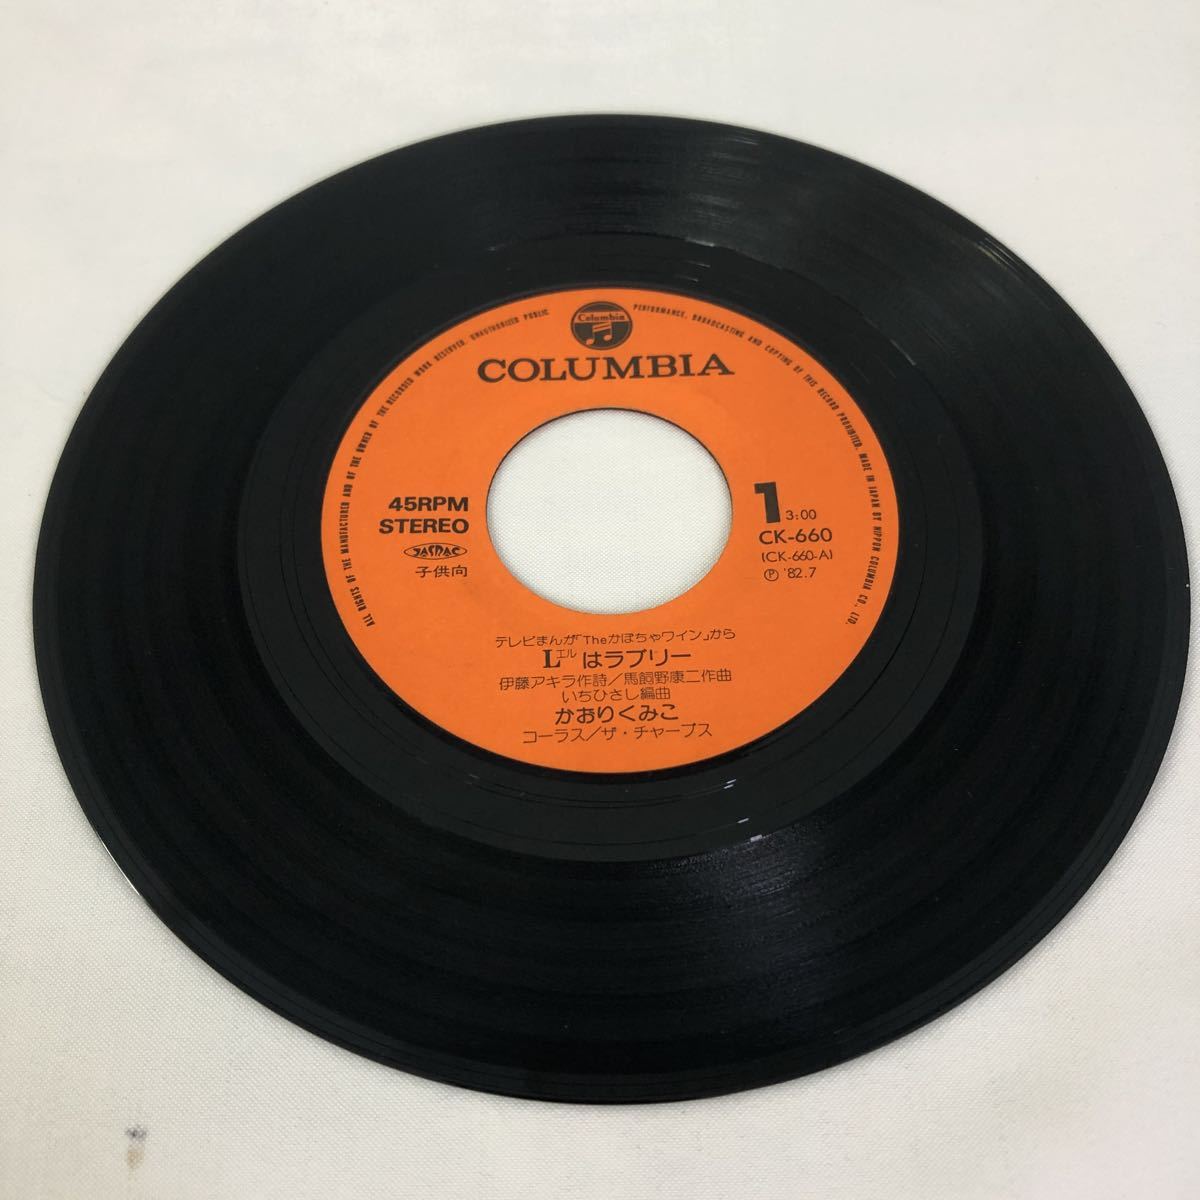 ALL RIGHTS OF THE MANUFACTURER AND OF THE OWNER OF THE RECORDED WORK RESERVED. UNAUTHORIZED PUBLIC PERFORMANCE, BROADCASTING AND COPYING OF THIS RECORD PROHIBITED. MADE IN JAPAN BY NIPPON COLUMBIA CO., LTD.
Columbia
COLUMBIA
45RPM
STEREO
JASRAC
子供向
1 3:00
CK-660
(CK-660-A)
Ⓟ '82.7
テレビまんが「Theかぼちゃワイン」から
エル
Lはラブリー
伊藤アキラ作詩/馬飼野康二作曲
いちひさし編曲
かおりくみこ
コーラス/ザ・チャープス